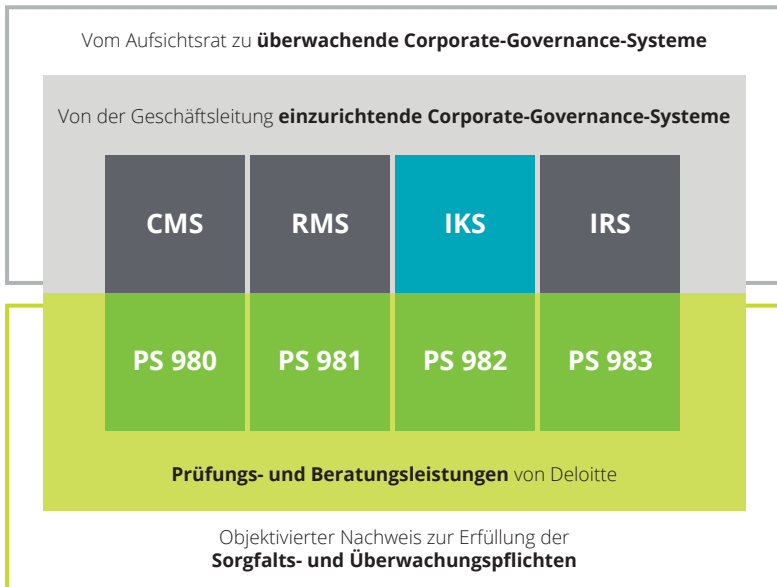 Vom Aufsichtsrat zu überwachende Corporate-Governance-Systeme
Von der Geschäftsleitung einzurichtende Corporate-Governance-Systeme
CMS RMS IKS IRS
PS 980 PS 981 PS 982 PS 983
Prüfungs- und Beratungsleistungen von Deloitte
Objektivierter Nachweis zur Erfüllung der
Sorgfalts- und Überwachungspflichten